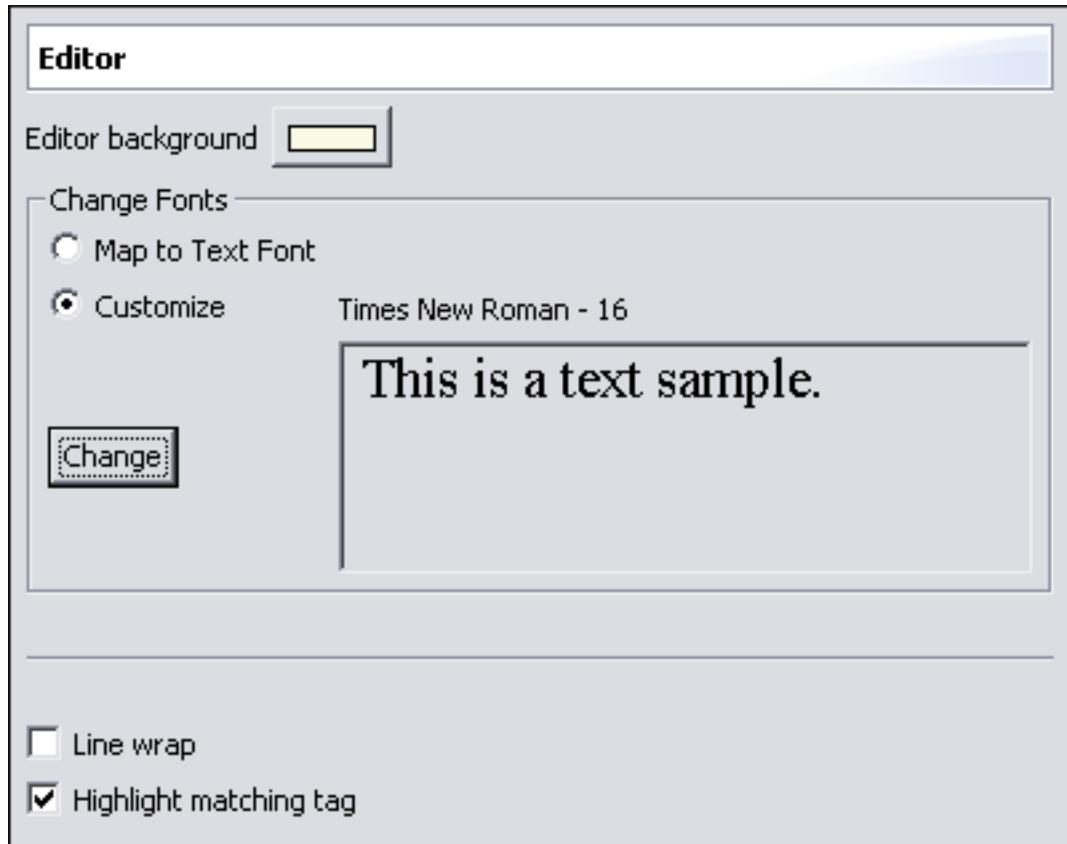 Editor
Editor background
Change Fonts
Map to Text Font
Customize
Times New Roman - 16
This is a text sample.
Change
Line wrap
Highlight matching tag